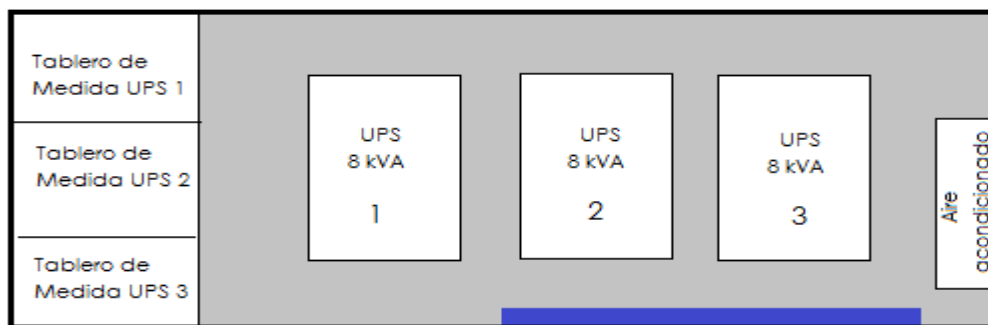 Tablero de
Medida UPS 1
Tablero de
Medida UPS 2
Tablero de
Medida UPS 3
UPS
8 kVA
1
UPS
8 kVA
2
UPS
8 kVA
3
Aire
acondicionado